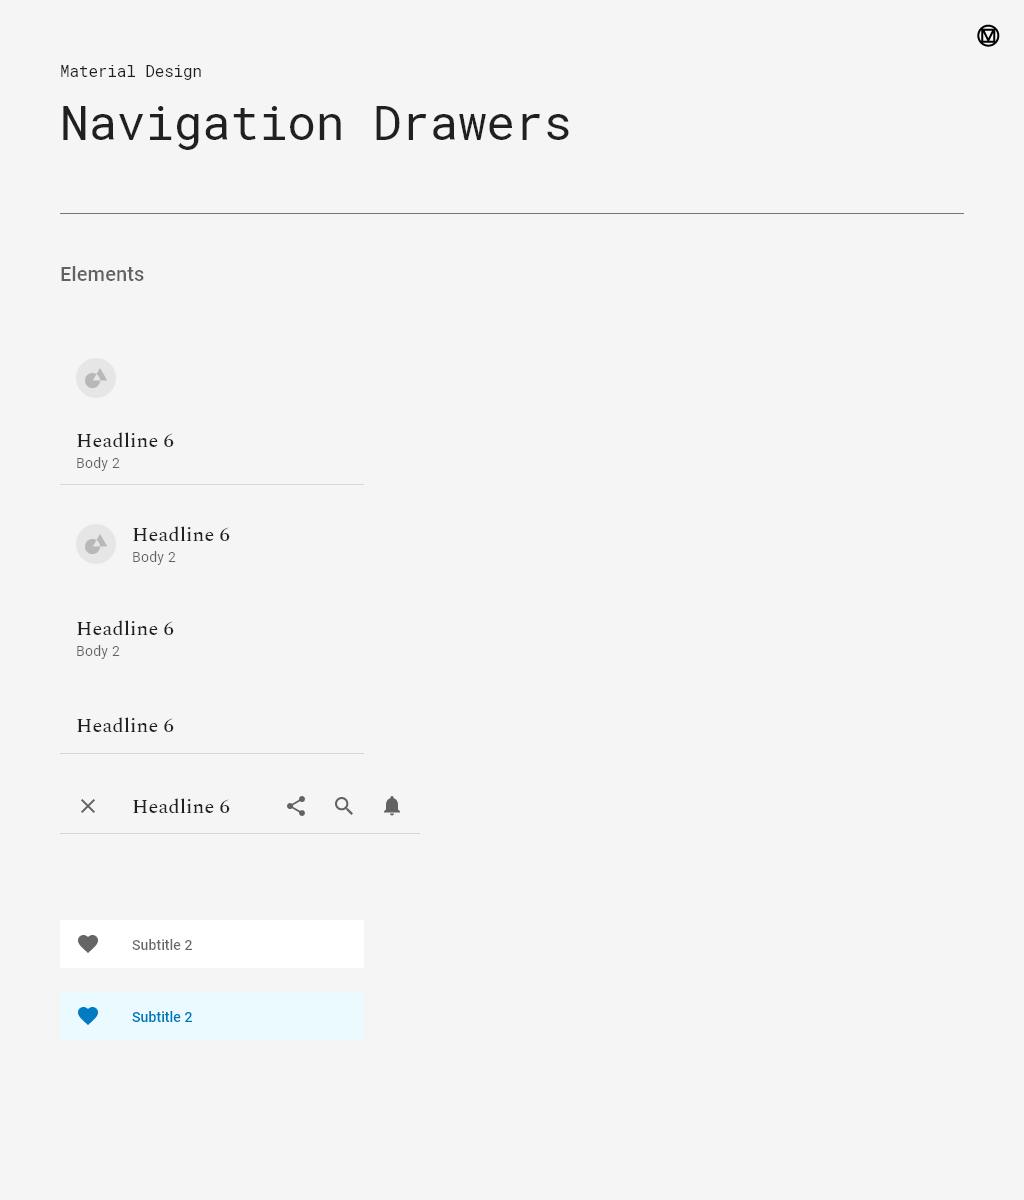 Material Design
Navigation Drawers
Elements
Headline 6
Body 2
Headline 6
Body 2
Headline 6
Body 2
Headline 6
Headline 6
Subtitle 2
Subtitle 2